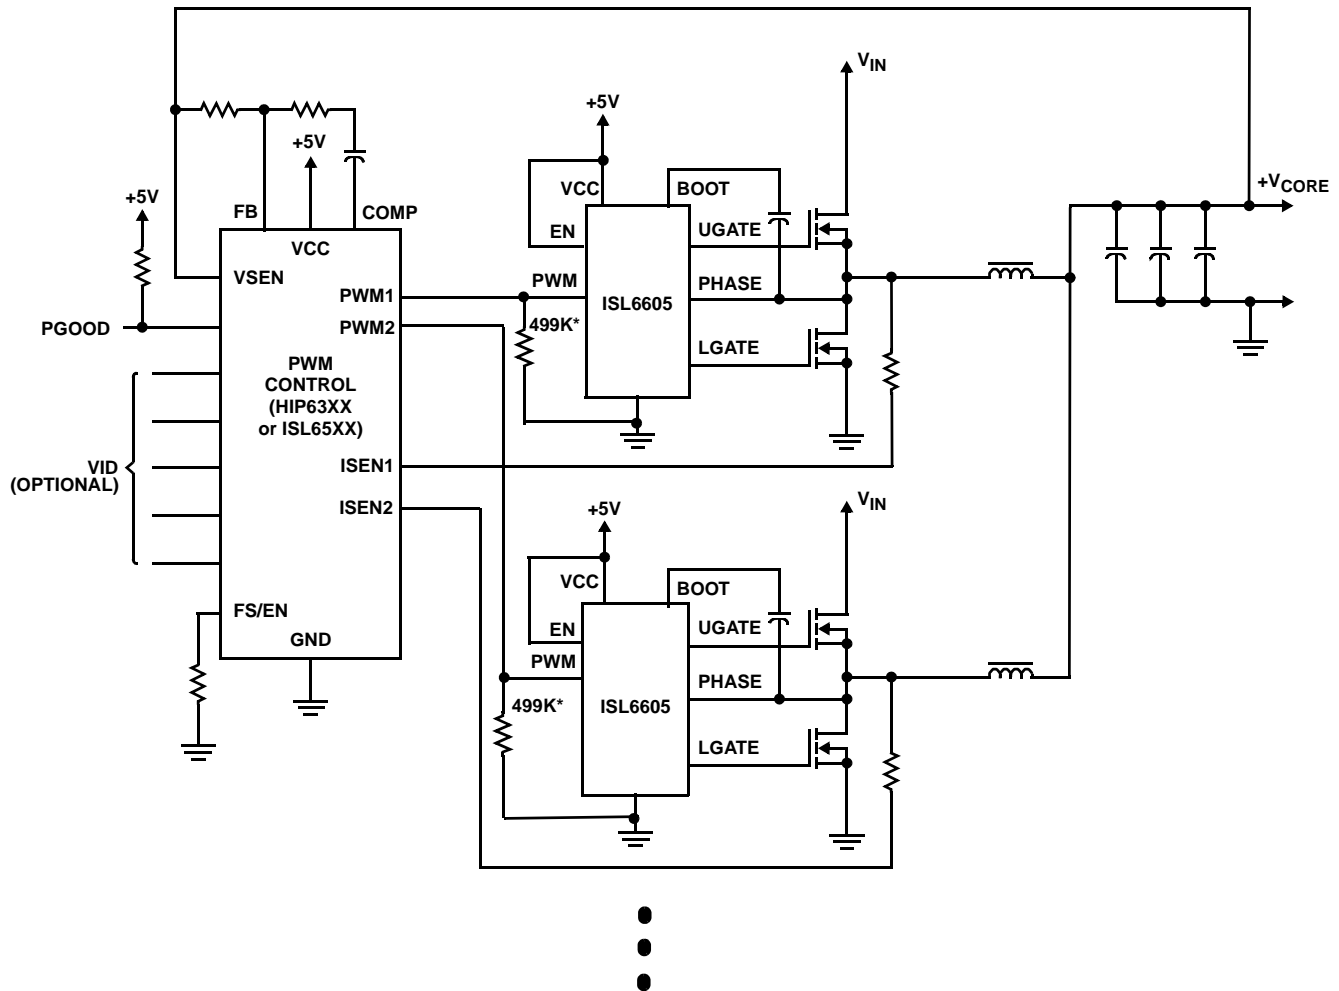 VIN
+5V
+5V
+5V
VCC
BOOT
+VCORE
FB
COMP
UGATE
EN
VCC
VSEN
PWM
PHASE
PWM1
ISL6605
PGOOD
PWM2
499K*
LGATE
PWM
CONTROL
(HIP63XX
or ISL65XX)
VID
(OPTIONAL)
ISEN1
ISEN2
VIN
+5V
VCC
BOOT
FS/EN
UGATE
EN
GND
PWM
PHASE
499K*
ISL6605
LGATE